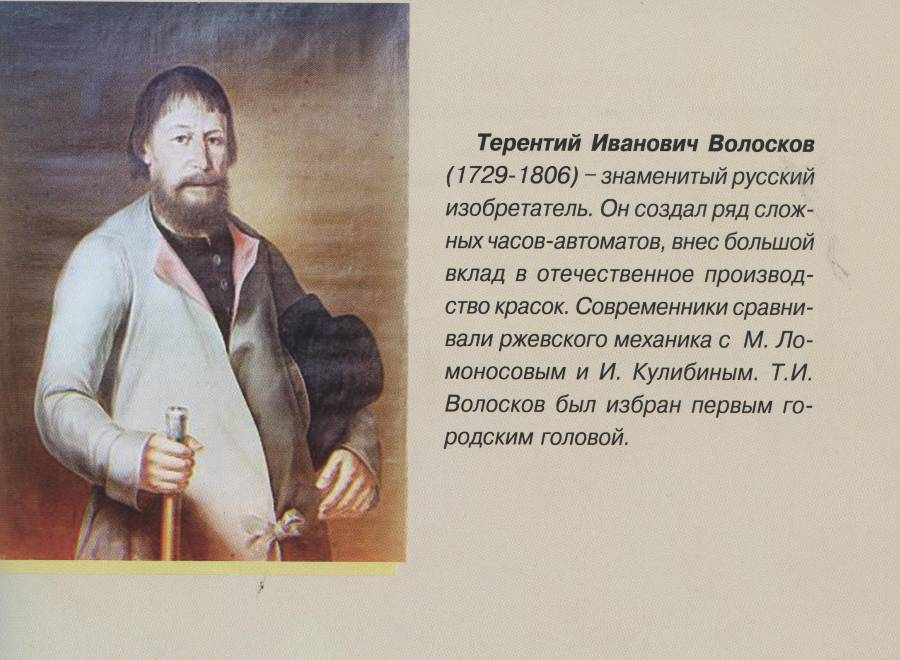 Терентий Иванович Волосков
(1729-1806) – знаменитый русский
изобретатель. Он создал ряд слож-
ных часов-автоматов, внес большой
вклад в отечественное производ-
ство красок. Современники сравни-
вали ржевского механика с М. Ло-
моносовым и И. Кулибиным. Т.И.
Волосков был избран первым го-
родским головой.